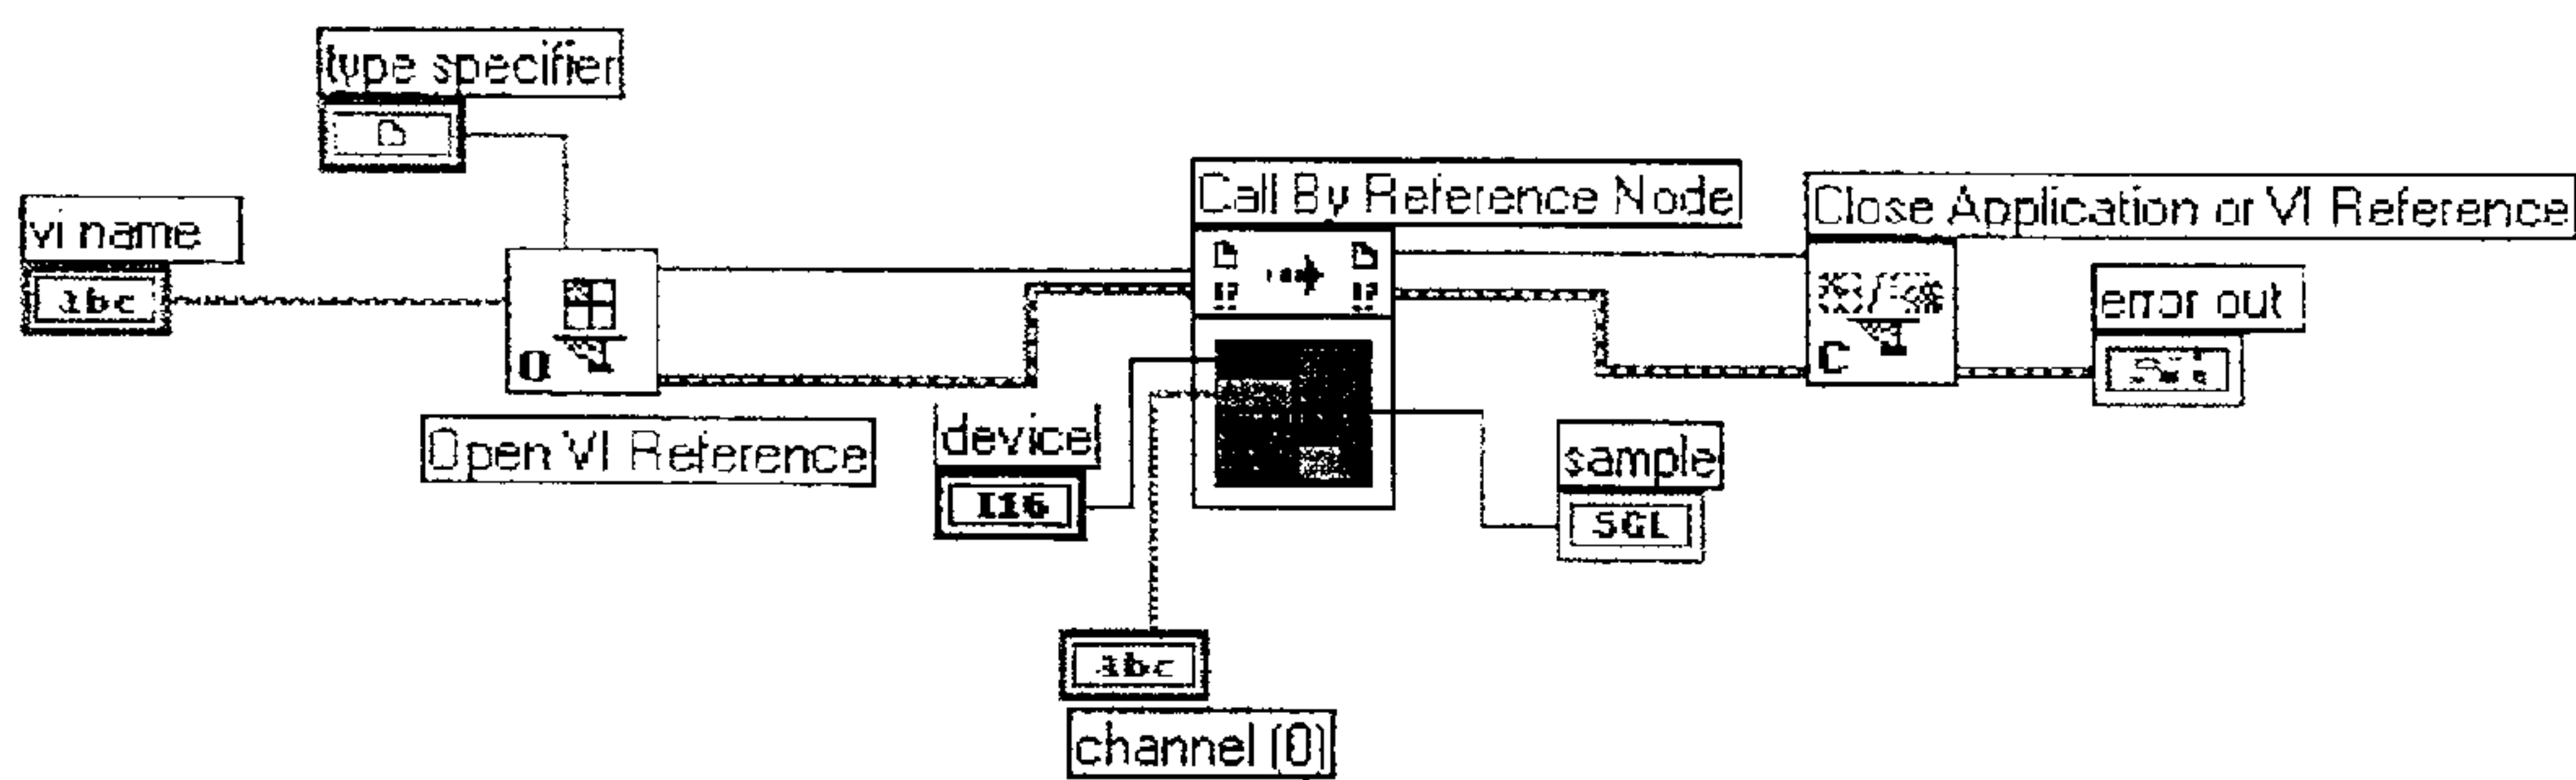 type specifier
vi name
abc
O
Open VI Reference
Call By Reference Node
device
I16
abc
channel (0)
sample
SGL
Close Application or VI Reference
C
error out